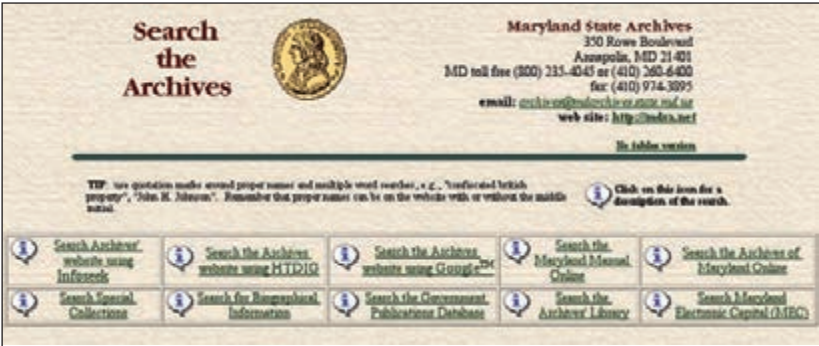 Search
the
Archives
Maryland State Archives
350 Rowe Boulevard
Annapolis, MD 21401
MD toll free (800) 235-4045 or (410) 260-6400
fax: (410) 974-3895
email: archives@mdarchives.state.md.us
web site: http://mdsa.net
No tables version
TIP: use quotation marks around proper names and multiple word searches, e.g., "confiscated british
property", "John H. Johnson". Remember that proper names can be on the website with or without the middle
initial.
Click on this icon for a
description of the search.
Search Archives'
website using
Infoseek
Search the Archives
website using HTDIG
Search the Archives
website using Google™
Search the
Maryland Manual
Online
Search the Archives of
Maryland Online
Search Special
Collections
Search for Biographical
Information
Search the Government
Publications Database
Search the
Archives' Library
Search Maryland
Electronic Capital (MEC)